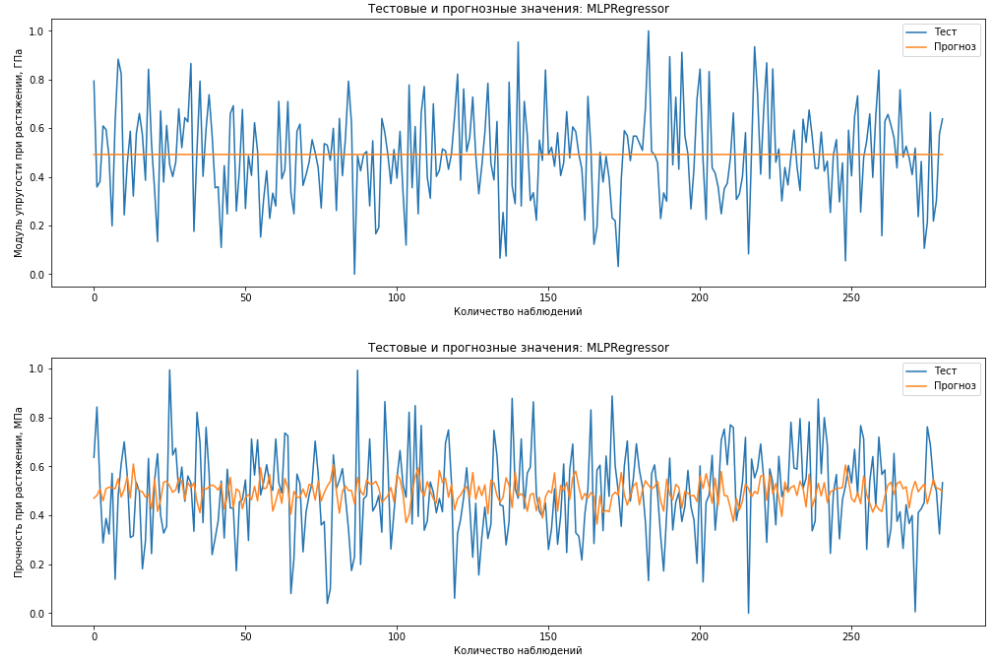 Тестовые и прогнозные значения: MLPRegressor
Модуль упругости при растяжении, ГПа
1.0
0.8
0.6
0.4
0.2
0.0
Тест
Прогноз
0 50 100 150 200 250
Количество наблюдений
Тестовые и прогнозные значения: MLPRegressor
Прочность при растяжении, МПа
1.0
0.8
0.6
0.4
0.2
0.0
Тест
Прогноз
0 50 100 150 200 250
Количество наблюдений